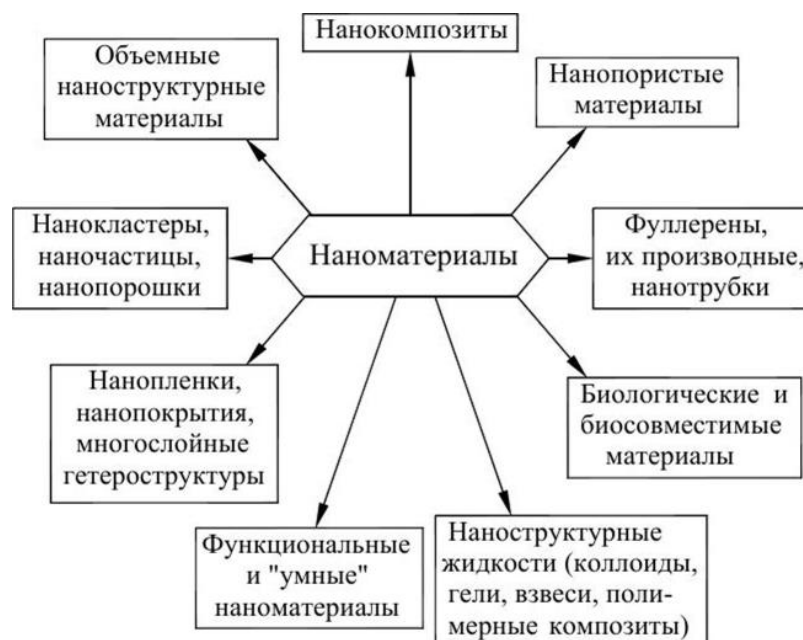 Нанокомпозиты
Объемные
наноструктурные
материалы
Нанопористые
материалы
Нанокластеры,
наночастицы,
нанопорошки
Наноматериалы
Фуллерены,
их производные,
нанотрубки
Нанопленки,
нанопокрытия,
многослойные
гетероструктуры
Биологические и
биосовместимые
материалы
Функциональные
и "умные"
наноматериалы
Наноструктурные
жидкости (коллоиды,
гели, взвеси, поли-
мерные композиты)